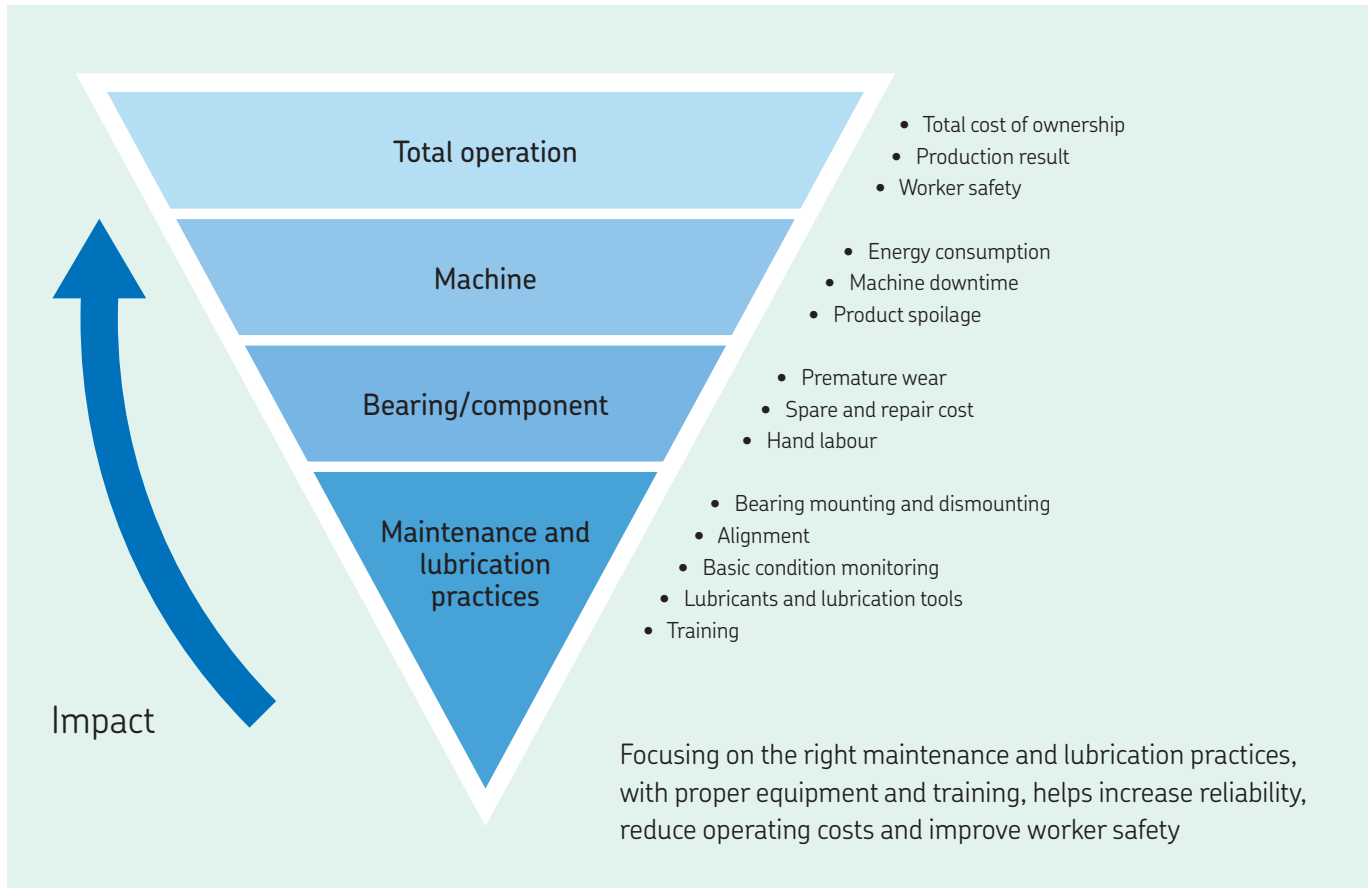 Total operation
• Total cost of ownership
• Production result
• Worker safety
Machine
• Energy consumption
• Machine downtime
• Product spoilage
Bearing/component
• Premature wear
• Spare and repair cost
• Hand labour
Maintenance and
lubrication
practices
• Bearing mounting and dismounting
• Alignment
• Basic condition monitoring
• Lubricants and lubrication tools
• Training
Impact
Focusing on the right maintenance and lubrication practices,
with proper equipment and training, helps increase reliability,
reduce operating costs and improve worker safety